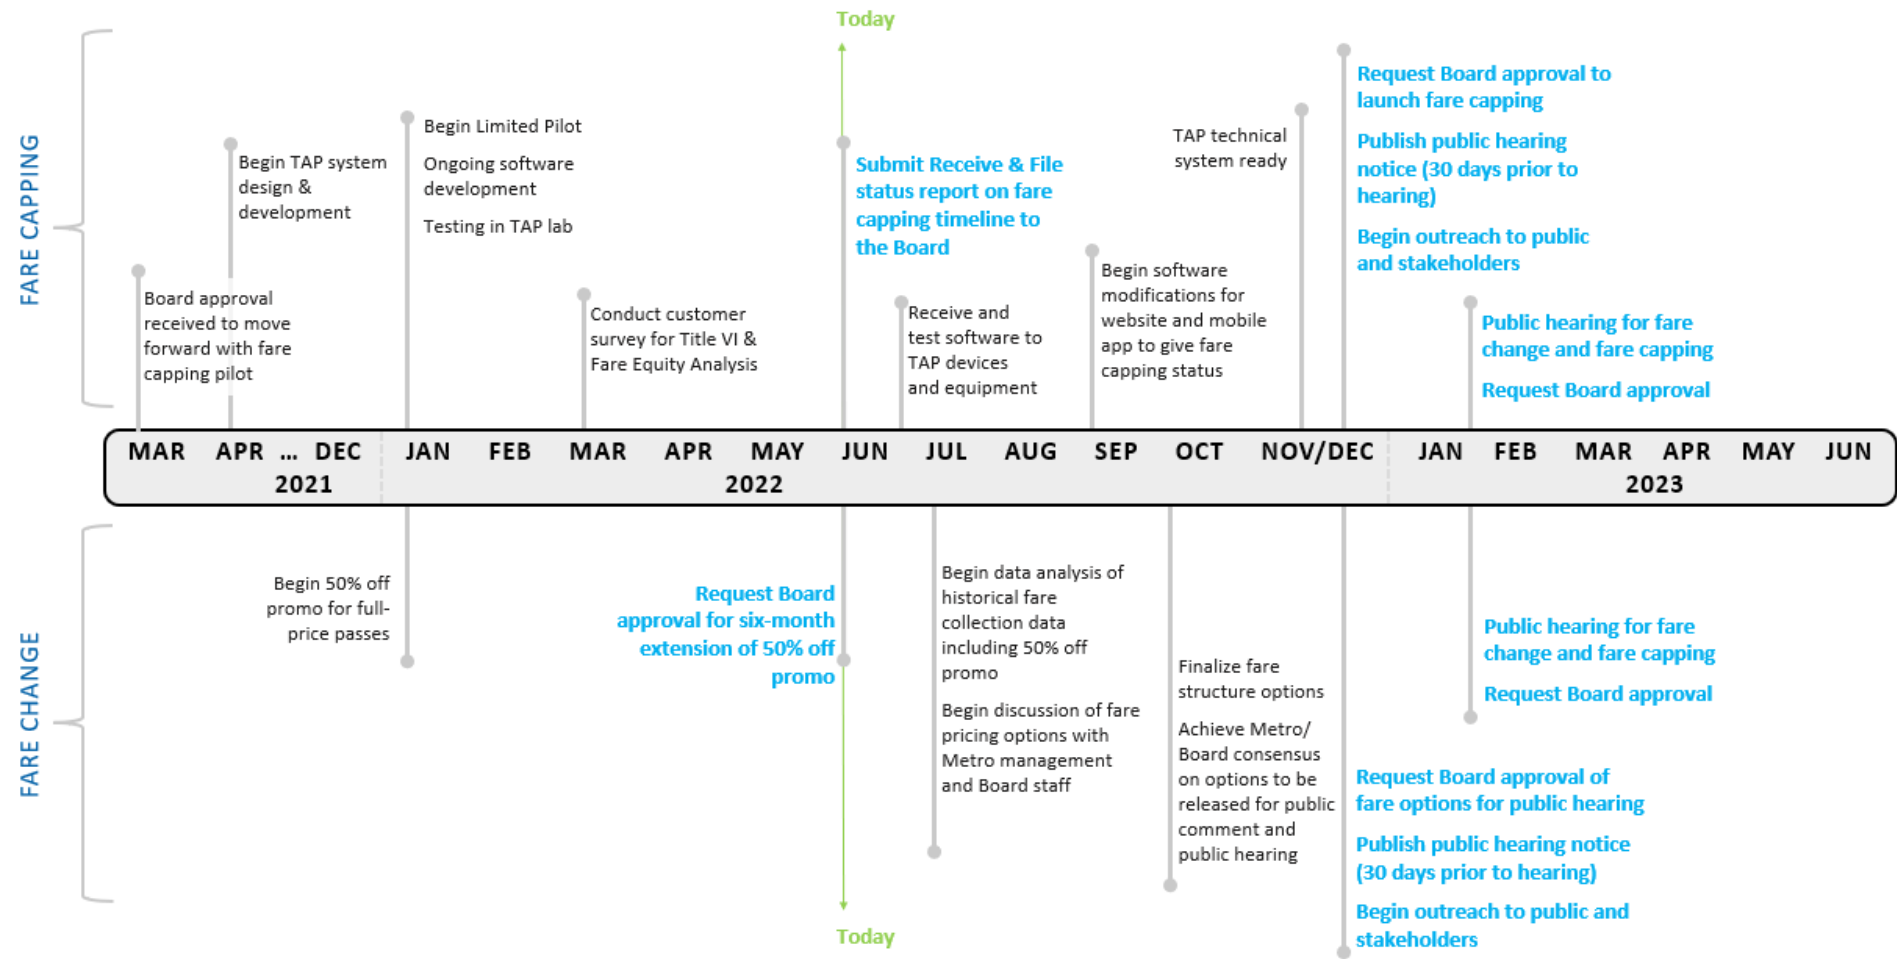 Today
FARE CAPPING
Board approval
received to move
forward with fare
capping pilot
Begin TAP system
design &
development
Begin Limited Pilot
Ongoing software
development
Testing in TAP lab
Conduct customer
survey for Title VI &
Fare Equity Analysis
Submit Receive & File
status report on fare
capping timeline to
the Board
Receive and
test software to
TAP devices
and equipment
Begin software
modifications for
website and mobile
app to give fare
capping status
TAP technical
system ready
Request Board approval to
launch fare capping
Publish public hearing
notice (30 days prior to
hearing)
Begin outreach to public
and stakeholders
Public hearing for fare
change and fare capping
Request Board approval
MAR APR ... DEC JAN FEB MAR APR MAY JUN JUL AUG SEP OCT NOV/DEC JAN FEB MAR APR MAY JUN
2021 2022 2023
FARE CHANGE
Begin 50% off
promo for full-
price passes
Request Board
approval for six-month
extension of 50% off
promo
Begin data analysis of
historical fare
collection data
including 50% off
promo
Begin discussion of fare
pricing options with
Metro management
and Board staff
Finalize fare
structure options
Achieve Metro/
Board consensus
on options to be
released for public
comment and
public hearing
Public hearing for fare
change and fare capping
Request Board approval
Request Board approval of
fare options for public hearing
Publish public hearing notice
(30 days prior to hearing)
Begin outreach to public and
stakeholders
Today